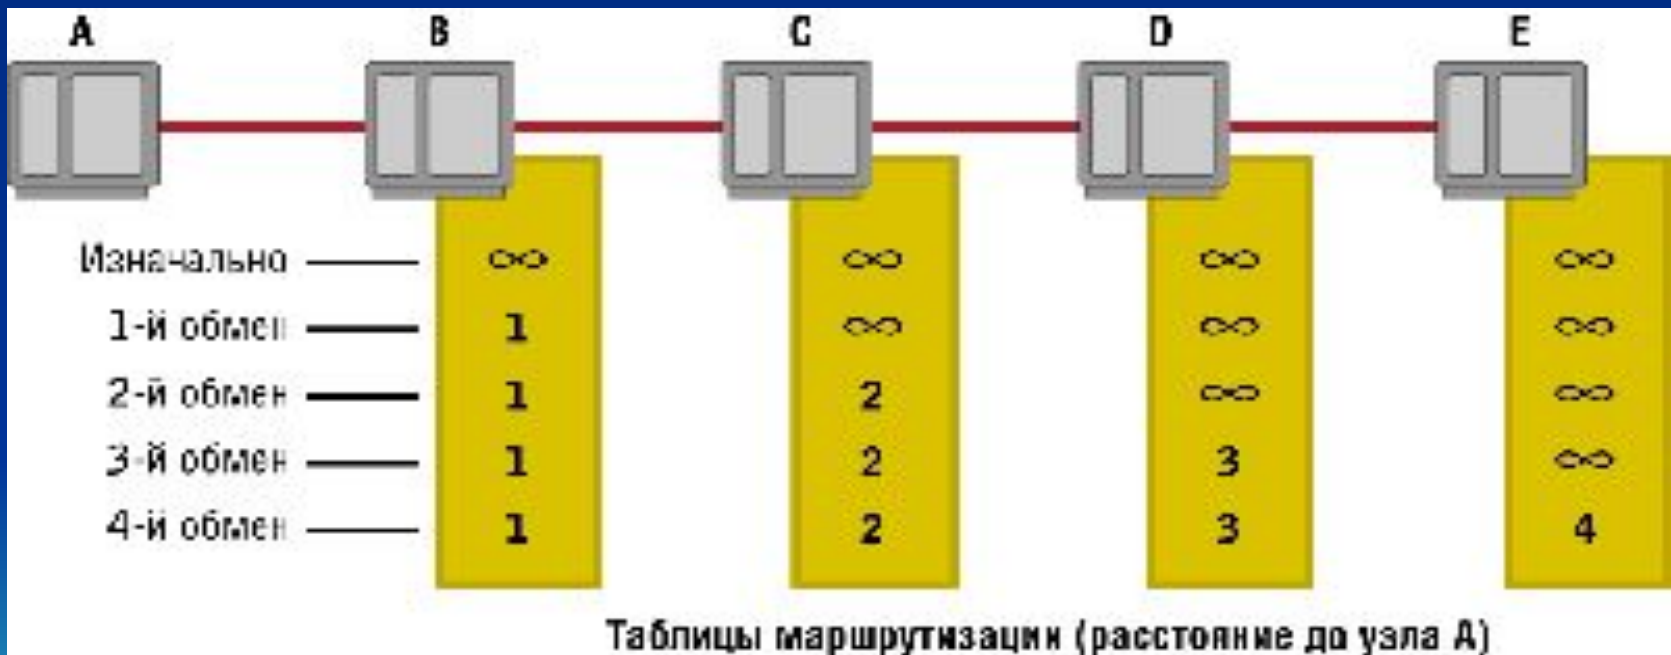 A B C D E
Изначально ∞ ∞ ∞ ∞
1-й обмен 1 ∞ ∞ ∞
2-й обмен 1 2 ∞ ∞
3-й обмен 1 2 3 ∞
4-й обмен 1 2 3 4
Таблицы маршрутизации (расстояние до узла А)